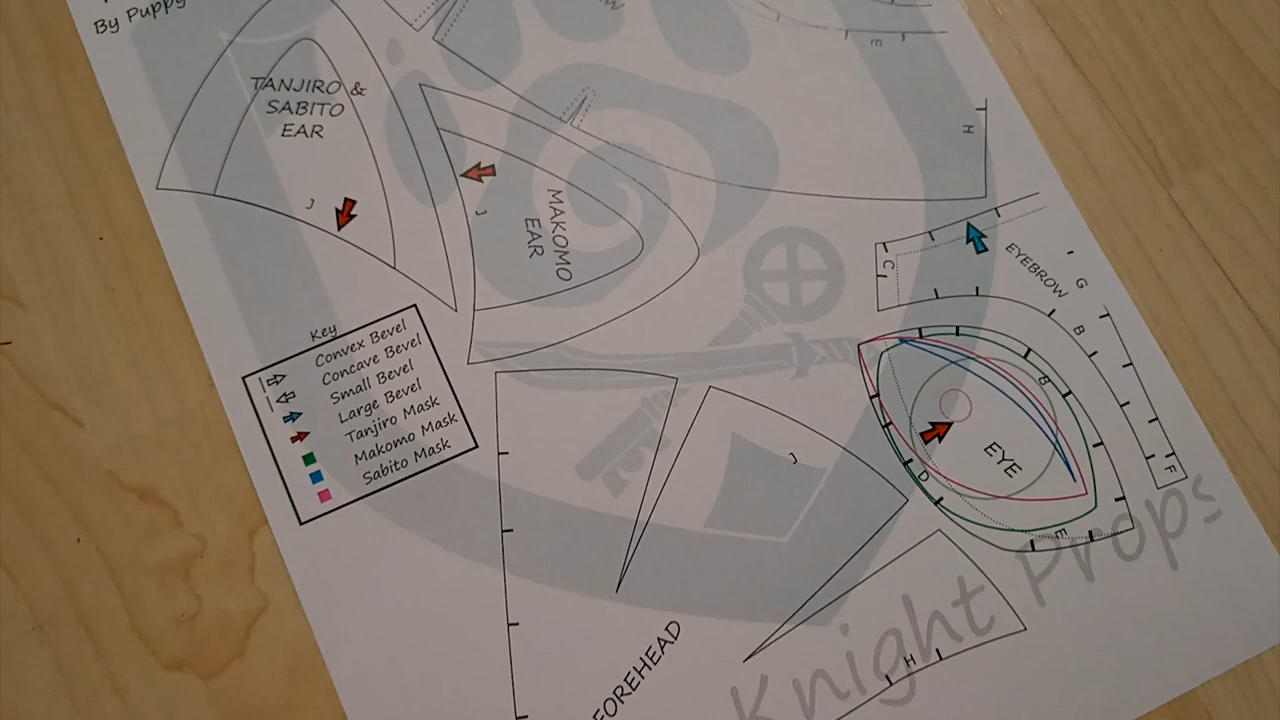 By Puppy
TANJIRO &
SABITO
EAR
J
MAKOMO
EAR
J
m
H
C
EYEBROW
G
B
F
B
EYE
D
E
Key
Convex Bevel
Concave Bevel
Small Bevel
Large Bevel
Tanjiro Mask
Makomo Mask
Sabito Mask
J
FOREHEAD
H
Knight Props